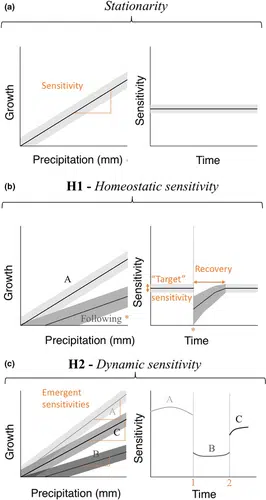 (a) Stationarity
Growth
Sensitivity
Precipitation (mm)
Sensitivity
Time
(b) H1 - Homeostatic sensitivity
Growth
A
Following *
Precipitation (mm)
Sensitivity
"Target"
sensitivity
Recovery
*
Time
(c) H2 - Dynamic sensitivity
Growth
Emergent
sensitivities
A
C
B
Precipitation (mm)
Sensitivity
A
B
C
1 2
Time